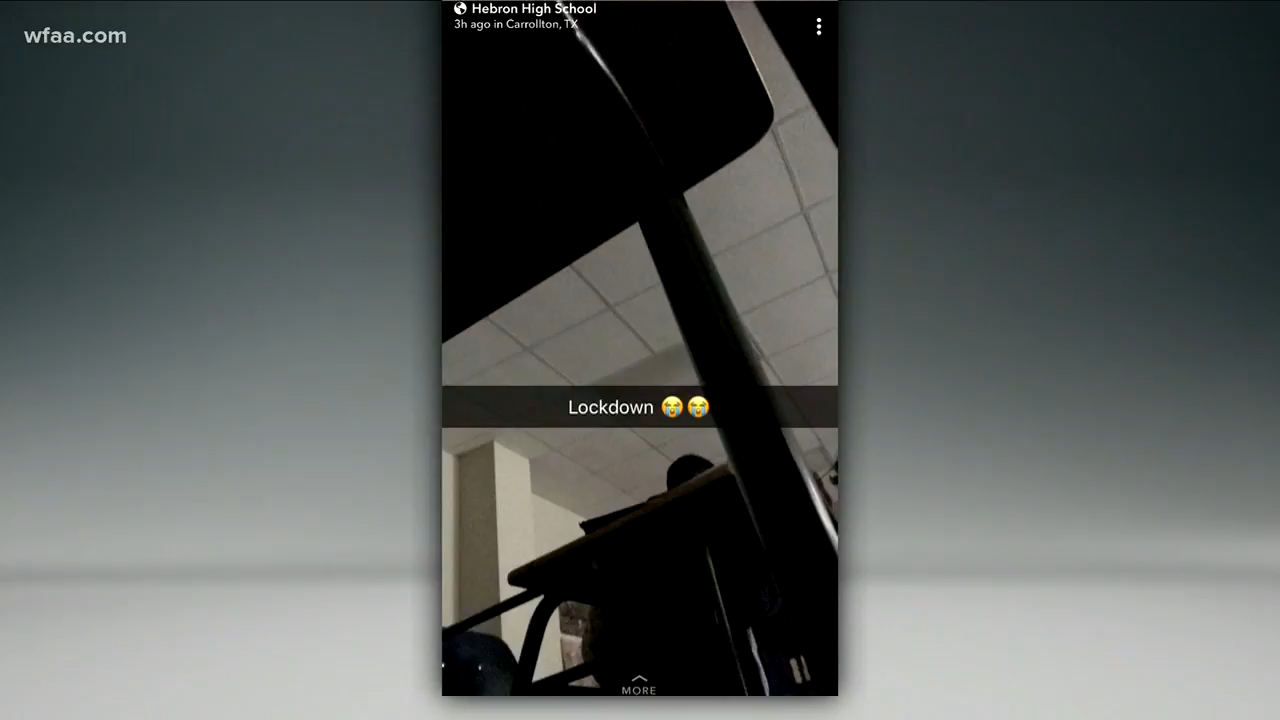 wfaa.com
Hebron High School
3h ago in Carrollton, TX
Lockdown 😭😭
MORE